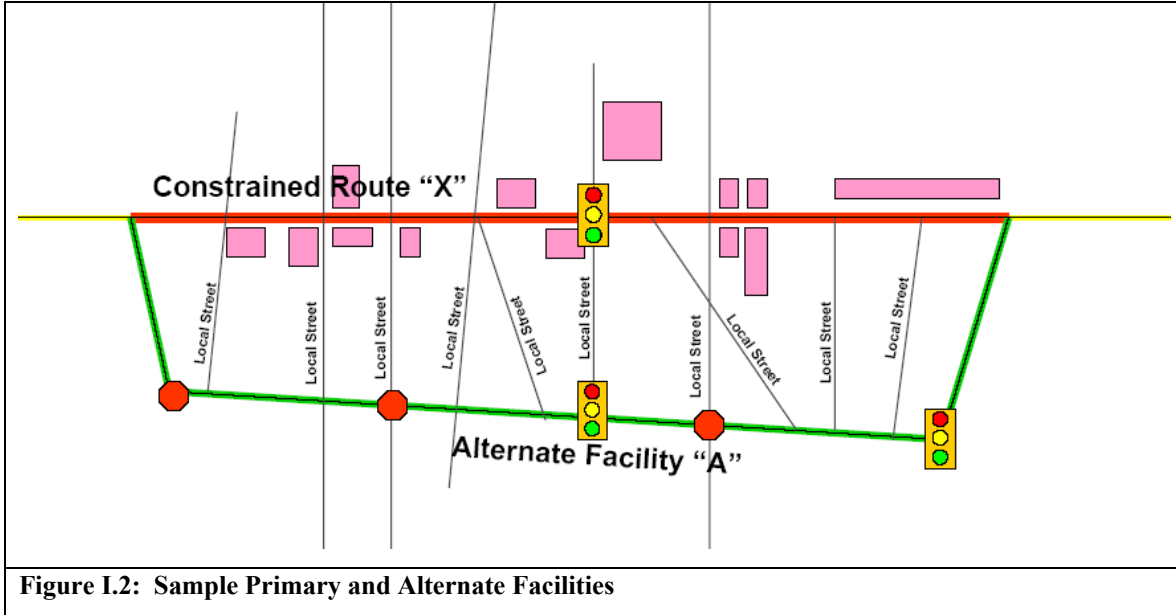 Constrained Route “X”
Local Street
Local Street
Local Street
Local Street
Local Street
Local Street
Local Street
Local Street
Local Street
Local Street
Alternate Facility “A”
Figure I.2: Sample Primary and Alternate Facilities